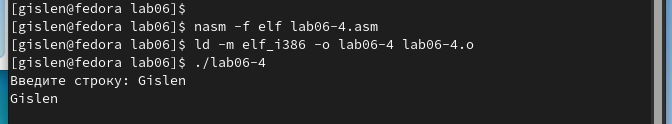 [gislen@fedora lab06]$
[gislen@fedora lab06]$ nasm -f elf lab06-4.asm
[gislen@fedora lab06]$ ld -m elf_i386 -o lab06-4 lab06-4.o
[gislen@fedora lab06]$ ./lab06-4
Введите строку: Gislen
Gislen